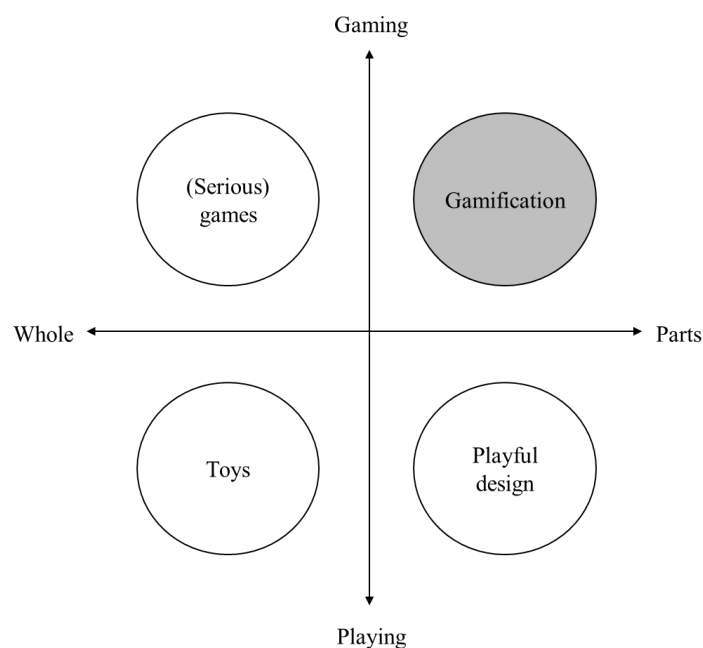 Gaming
(Serious)
games
Gamification
Whole
Parts
Toys
Playful
design
Playing